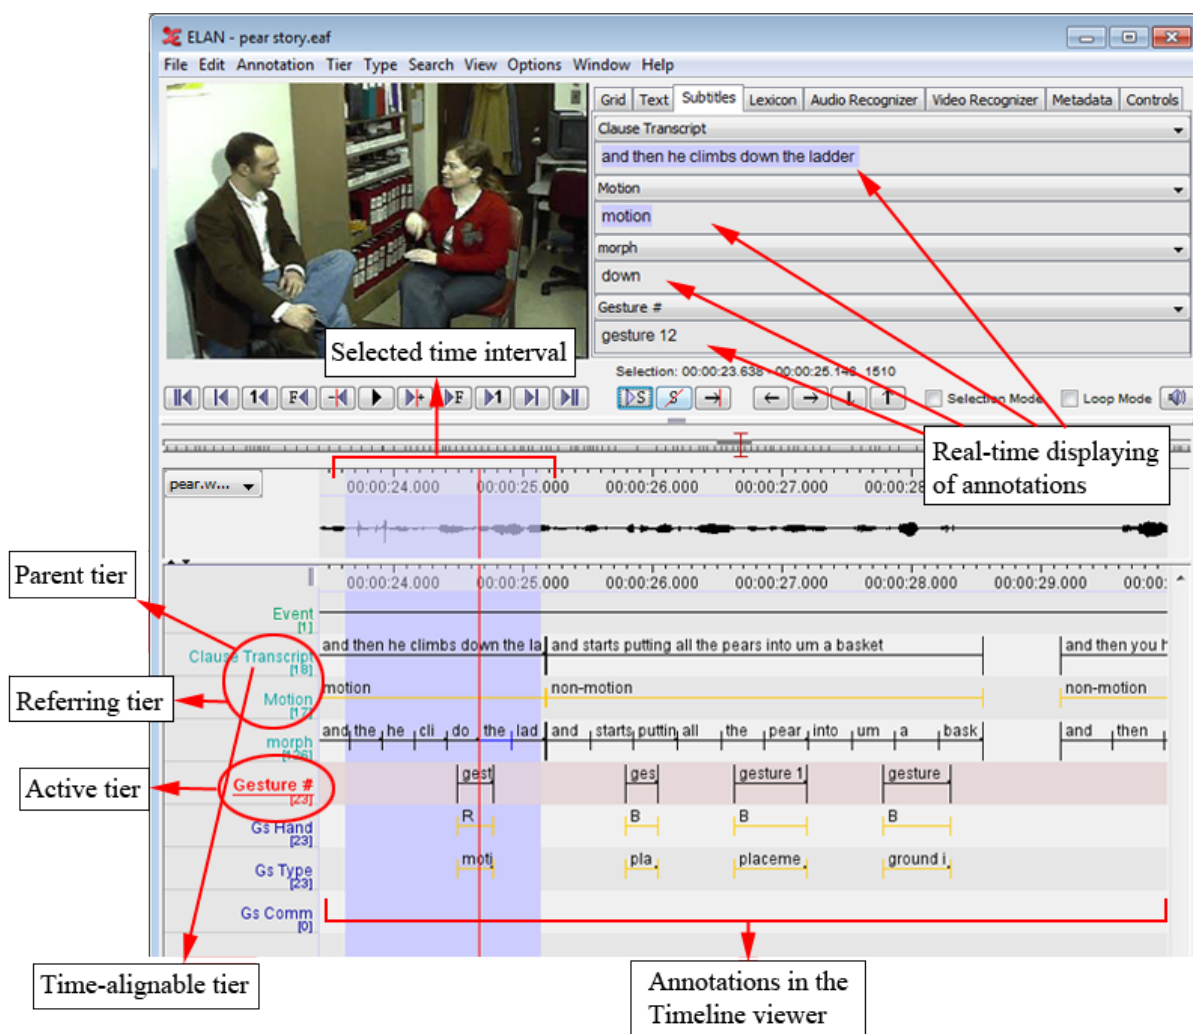 ELAN - pear story.eaf
File Edit Annotation Tier Type Search View Options Window Help
Grid Text Subtitles Lexicon Audio Recognizer Video Recognizer Metadata Controls
Clause Transcript
and then he climbs down the ladder
Motion
motion
morph
down
Gesture #
gesture 12
Selected time interval
Selection: 00:00:23.638 - 00:00:25.148 1510
1 F + F 1 S S Selection Mode Loop Mode
Real-time displaying
of annotations
pear.w...
00:00:24.000 00:00:25.000 00:00:26.000 00:00:27.000 00:00:28
Parent tier
00:00:24.000 00:00:25.000 00:00:26.000 00:00:27.000 00:00:28.000 00:00:29.000 00:00:
Event
[1]
Clause Transcript
[18]
and then he climbs down the la and starts putting all the pears into um a basket and then you h
Referring tier
Motion
[17]
motion non-motion non-motion
morph
[126]
and the he cli do the lad and starts puttin all the pear into um a bask and then
Active tier
Gesture #
[23]
gest ges gesture 1 gesture
Gs Hand
[23]
R B B B
Gs Type
[23]
moti pla placeme ground i
Gs Comm
[0]
Time-alignable tier
Annotations in the
Timeline viewer